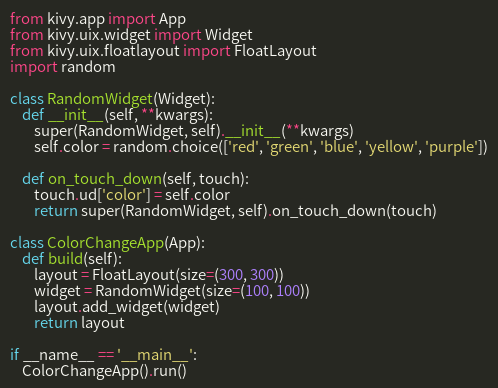 from kivy.app import App
from kivy.uix.widget import Widget
from kivy.uix.floatlayout import FloatLayout
import random

class RandomWidget(Widget):
    def __init__(self, **kwargs):
        super(RandomWidget, self).__init__(**kwargs)
        self.color = random.choice(['red', 'green', 'blue', 'yellow', 'purple'])

    def on_touch_down(self, touch):
        touch.ud['color'] = self.color
        return super(RandomWidget, self).on_touch_down(touch)

class ColorChangeApp(App):
    def build(self):
        layout = FloatLayout(size=(300, 300))
        widget = RandomWidget(size=(100, 100))
        layout.add_widget(widget)
        return layout

if __name__ == '__main__':
    ColorChangeApp().run()